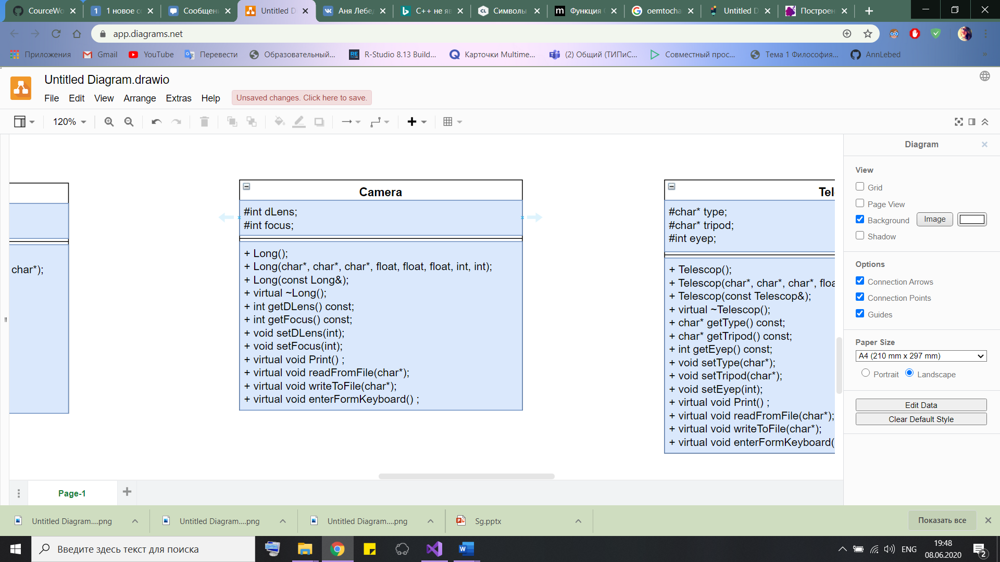 CourceWo
1 новое со
Сообщен
Untitled D
Аня Лебед
C++ не яв
Символы
Функция
oemtocha
Untitled D
Построен
app.diagrams.net
Приложения
Gmail
YouTube
Перевести
Образовательный...
R-Studio 8.13 Build...
Карточки Multime...
(2) Общий (ТИПиС...
Совместный прос...
Тема 1 Философия...
AnnLebed
»
Untitled Diagram.drawio
File Edit View Arrange Extras Help
Unsaved changes. Click here to save.
120%
char*);
Camera
#int dLens;
#int focus;
+ Long();
+ Long(char*, char*, char*, float, float, float, int, int);
+ Long(const Long&);
+ virtual ~Long();
+ int getDLens() const;
+ int getFocus() const;
+ void setDLens(int);
+ void setFocus(int);
+ virtual void Print() ;
+ virtual void readFromFile(char*);
+ virtual void writeToFile(char*);
+ virtual void enterFormKeyboard() ;
Tel
#char* type;
#char* tripod;
#int eyep;
+ Telescop();
+ Telescop(char*, char*, char*, floa
+ Telescop(const Telescop&);
+ virtual ~Telescop();
+ char* getType() const;
+ char* getTripod() const;
+ int getEyep() const;
+ void setType(char*);
+ void setTripod(char*);
+ void setEyep(int);
+ virtual void Print() ;
+ virtual void readFromFile(char*);
+ virtual void writeToFile(char*);
+ virtual void enterFormKeyboard(
Diagram
View
Grid
Page View
Background
Image
Shadow
Options
Connection Arrows
Connection Points
Guides
Paper Size
A4 (210 mm x 297 mm)
Portrait
Landscape
Edit Data
Clear Default Style
Page-1
Untitled Diagram....png
Untitled Diagram....png
Untitled Diagram....png
Sg.pptx
Показать все
Введите здесь текст для поиска
ENG
19:48
08.06.2020
2